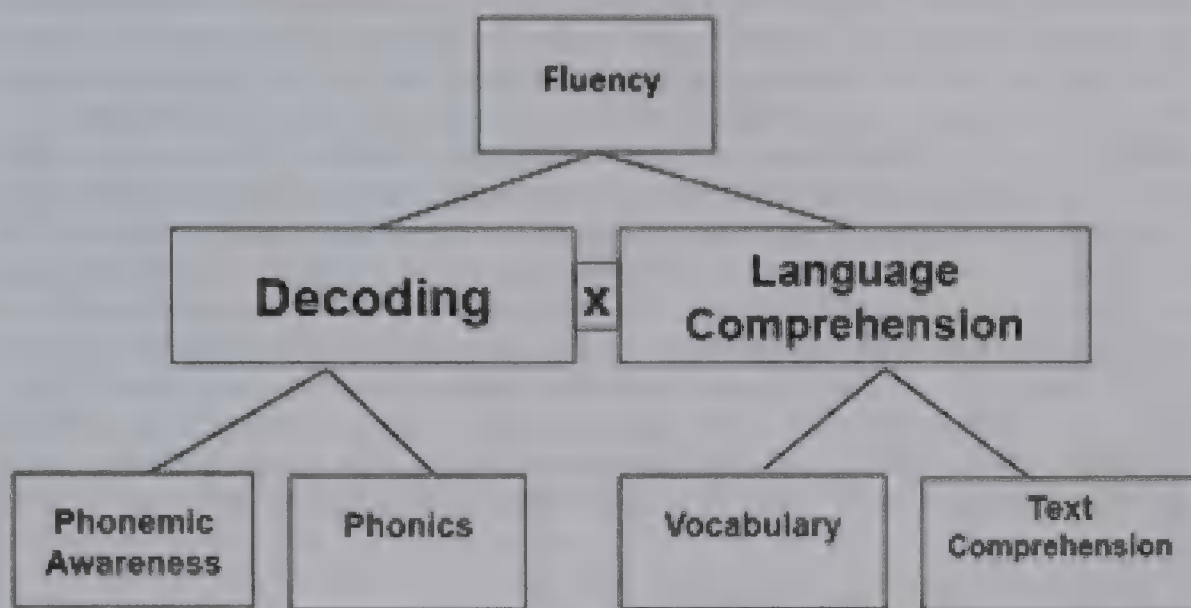 Fluency
Decoding
x
Language
Comprehension
Phonemic
Awareness
Phonics
Vocabulary
Text
Comprehension